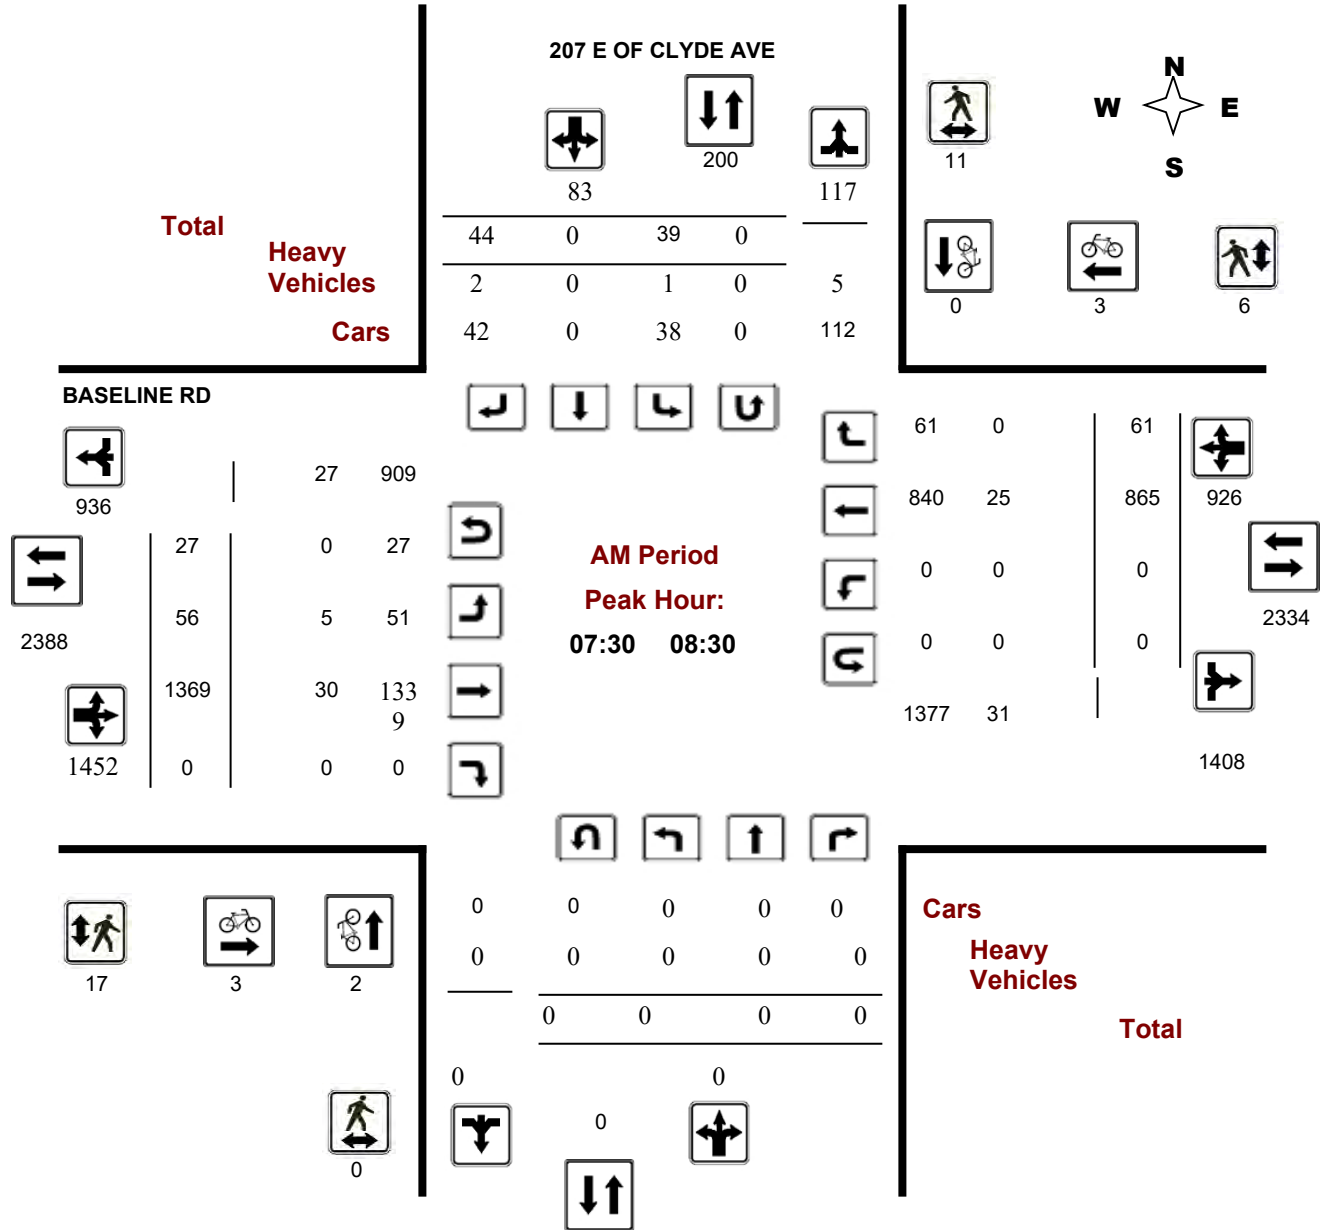 207 E OF CLYDE AVE
N
W E
S
200
11
83
117
Total
44 0 39 0
Heavy
Vehicles
2 0 1 0 5
0 3 6
Cars
42 0 38 0 112
BASELINE RD
61 0 61
27 909
936
840 25 865 926
27 0 27
AM Period
0 0 0
56 5 51
Peak Hour:
2388
07:30 08:30
2334
0 0 0
1369 30 133
9
1377 31
1452 0 0 0
1408
0 0 0 0 0
Cars
0 0 0 0 0
Heavy
Vehicles
17 3 2
0 0 0 0
Total
0 0
0
0